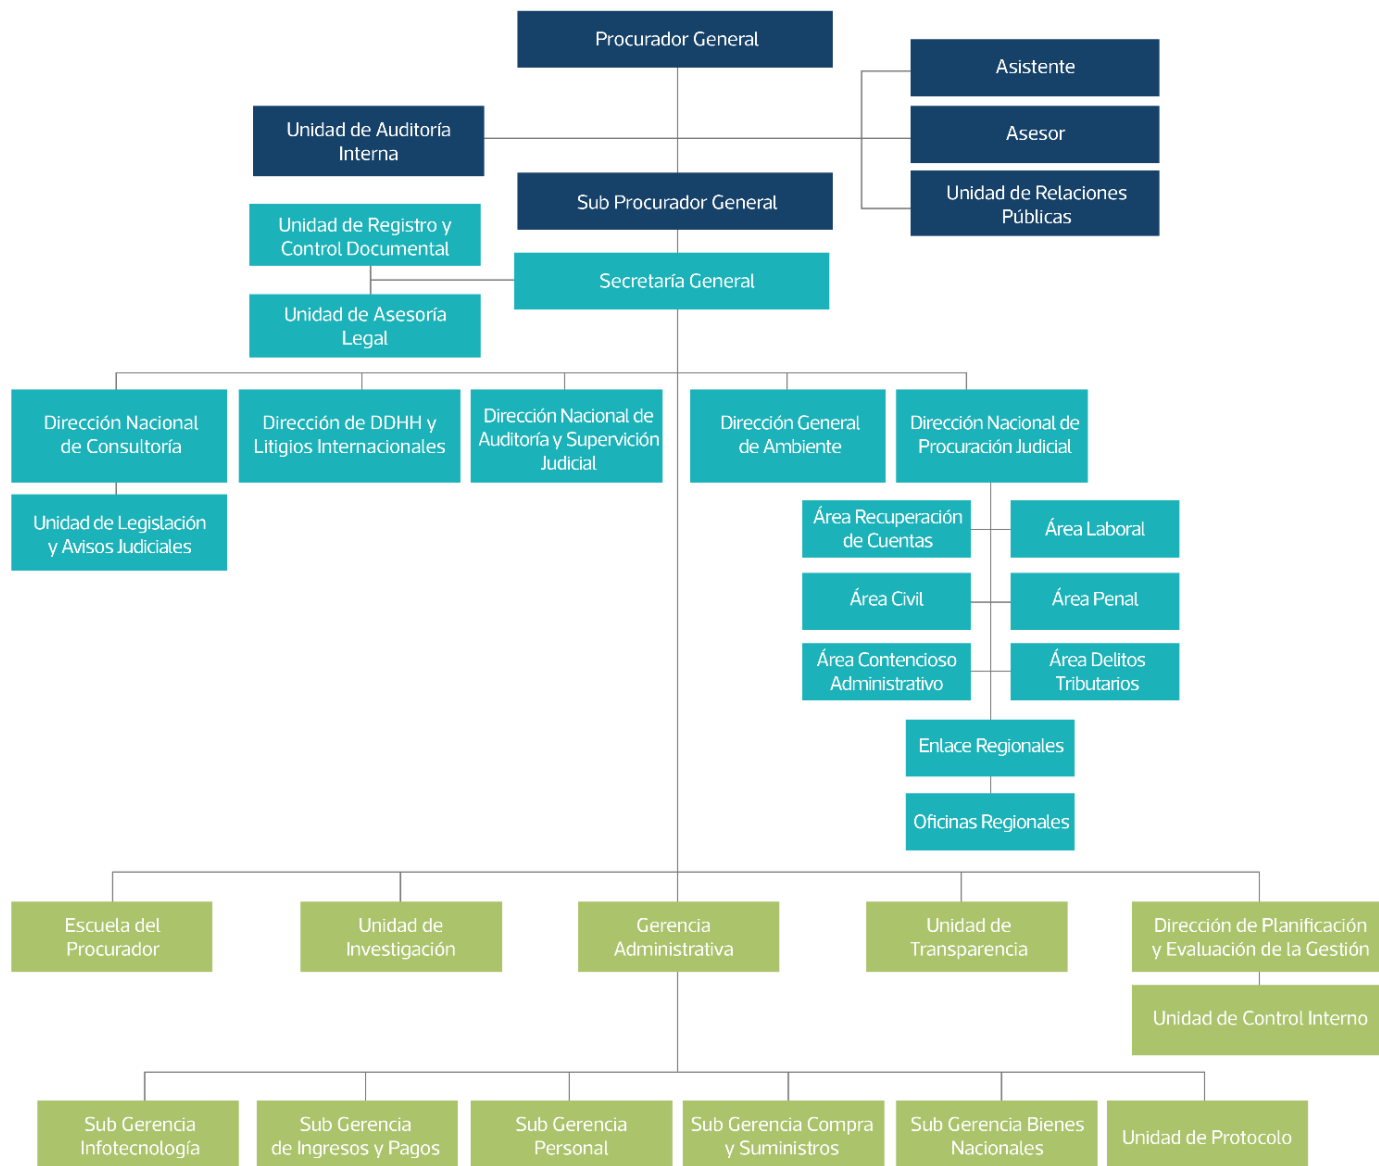 Procurador General
Asistente
Unidad de Auditoría
Interna
Asesor
Sub Procurador General
Unidad de Relaciones
Públicas
Unidad de Registro y
Control Documental
Secretaría General
Unidad de Asesoría
Legal
Dirección Nacional
de Consultoría
Dirección de DDHH y
Litigios Internacionales
Dirección Nacional de
Auditoría y Supervición
Judicial
Dirección General
de Ambiente
Dirección Nacional de
Procuración Judicial
Unidad de Legislación
y Avisos Judiciales
Área Recuperación
de Cuentas
Área Laboral
Área Civil
Área Penal
Área Contencioso
Administrativo
Área Delitos
Tributarios
Enlace Regionales
Oficinas Regionales
Escuela del
Procurador
Unidad de
Investigación
Gerencia
Administrativa
Unidad de
Transparencia
Dirección de Planificación
y Evaluación de la Gestión
Unidad de Control Interno
Sub Gerencia
Infotecnología
Sub Gerencia
de Ingresos y Pagos
Sub Gerencia
Personal
Sub Gerencia Compra
y Suministros
Sub Gerencia Bienes
Nacionales
Unidad de Protocolo